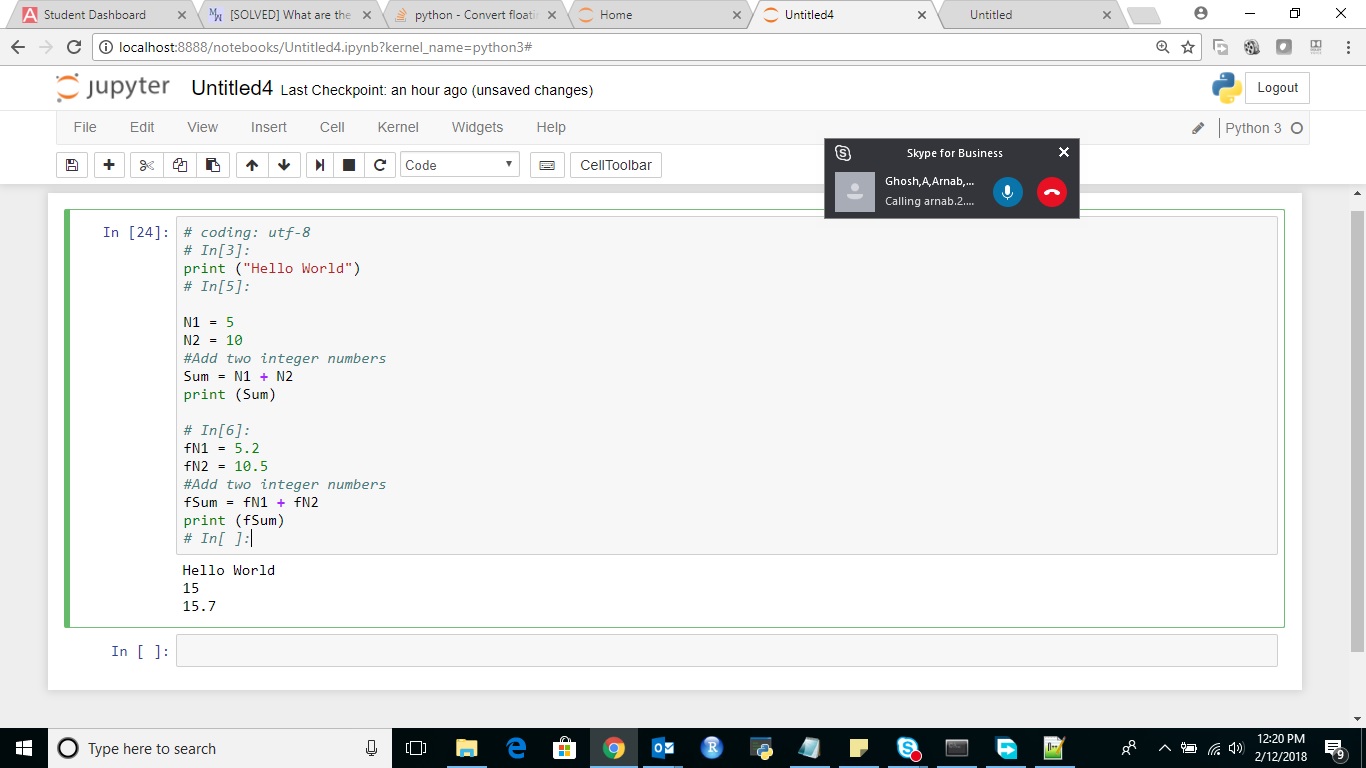 Student Dashboard
[SOLVED] What are the
python - Convert floatin
Home
Untitled4
Untitled
localhost:8888/notebooks/Untitled4.ipynb?kernel_name=python3#
jupyter Untitled4 Last Checkpoint: an hour ago (unsaved changes)
Logout
File Edit View Insert Cell Kernel Widgets Help
Python 3
Code
CellToolbar
Skype for Business
Ghosh,A,Arnab,...
Calling arnab.2....
In [24]:
# coding: utf-8
# In[3]:
print ("Hello World")
# In[5]:
N1 = 5
N2 = 10
#Add two integer numbers
Sum = N1 + N2
print (Sum)
# In[6]:
fN1 = 5.2
fN2 = 10.5
#Add two integer numbers
fSum = fN1 + fN2
print (fSum)
# In[ ]:
Hello World
15
15.7
In [ ]:
Type here to search
12:20 PM
2/12/2018
9